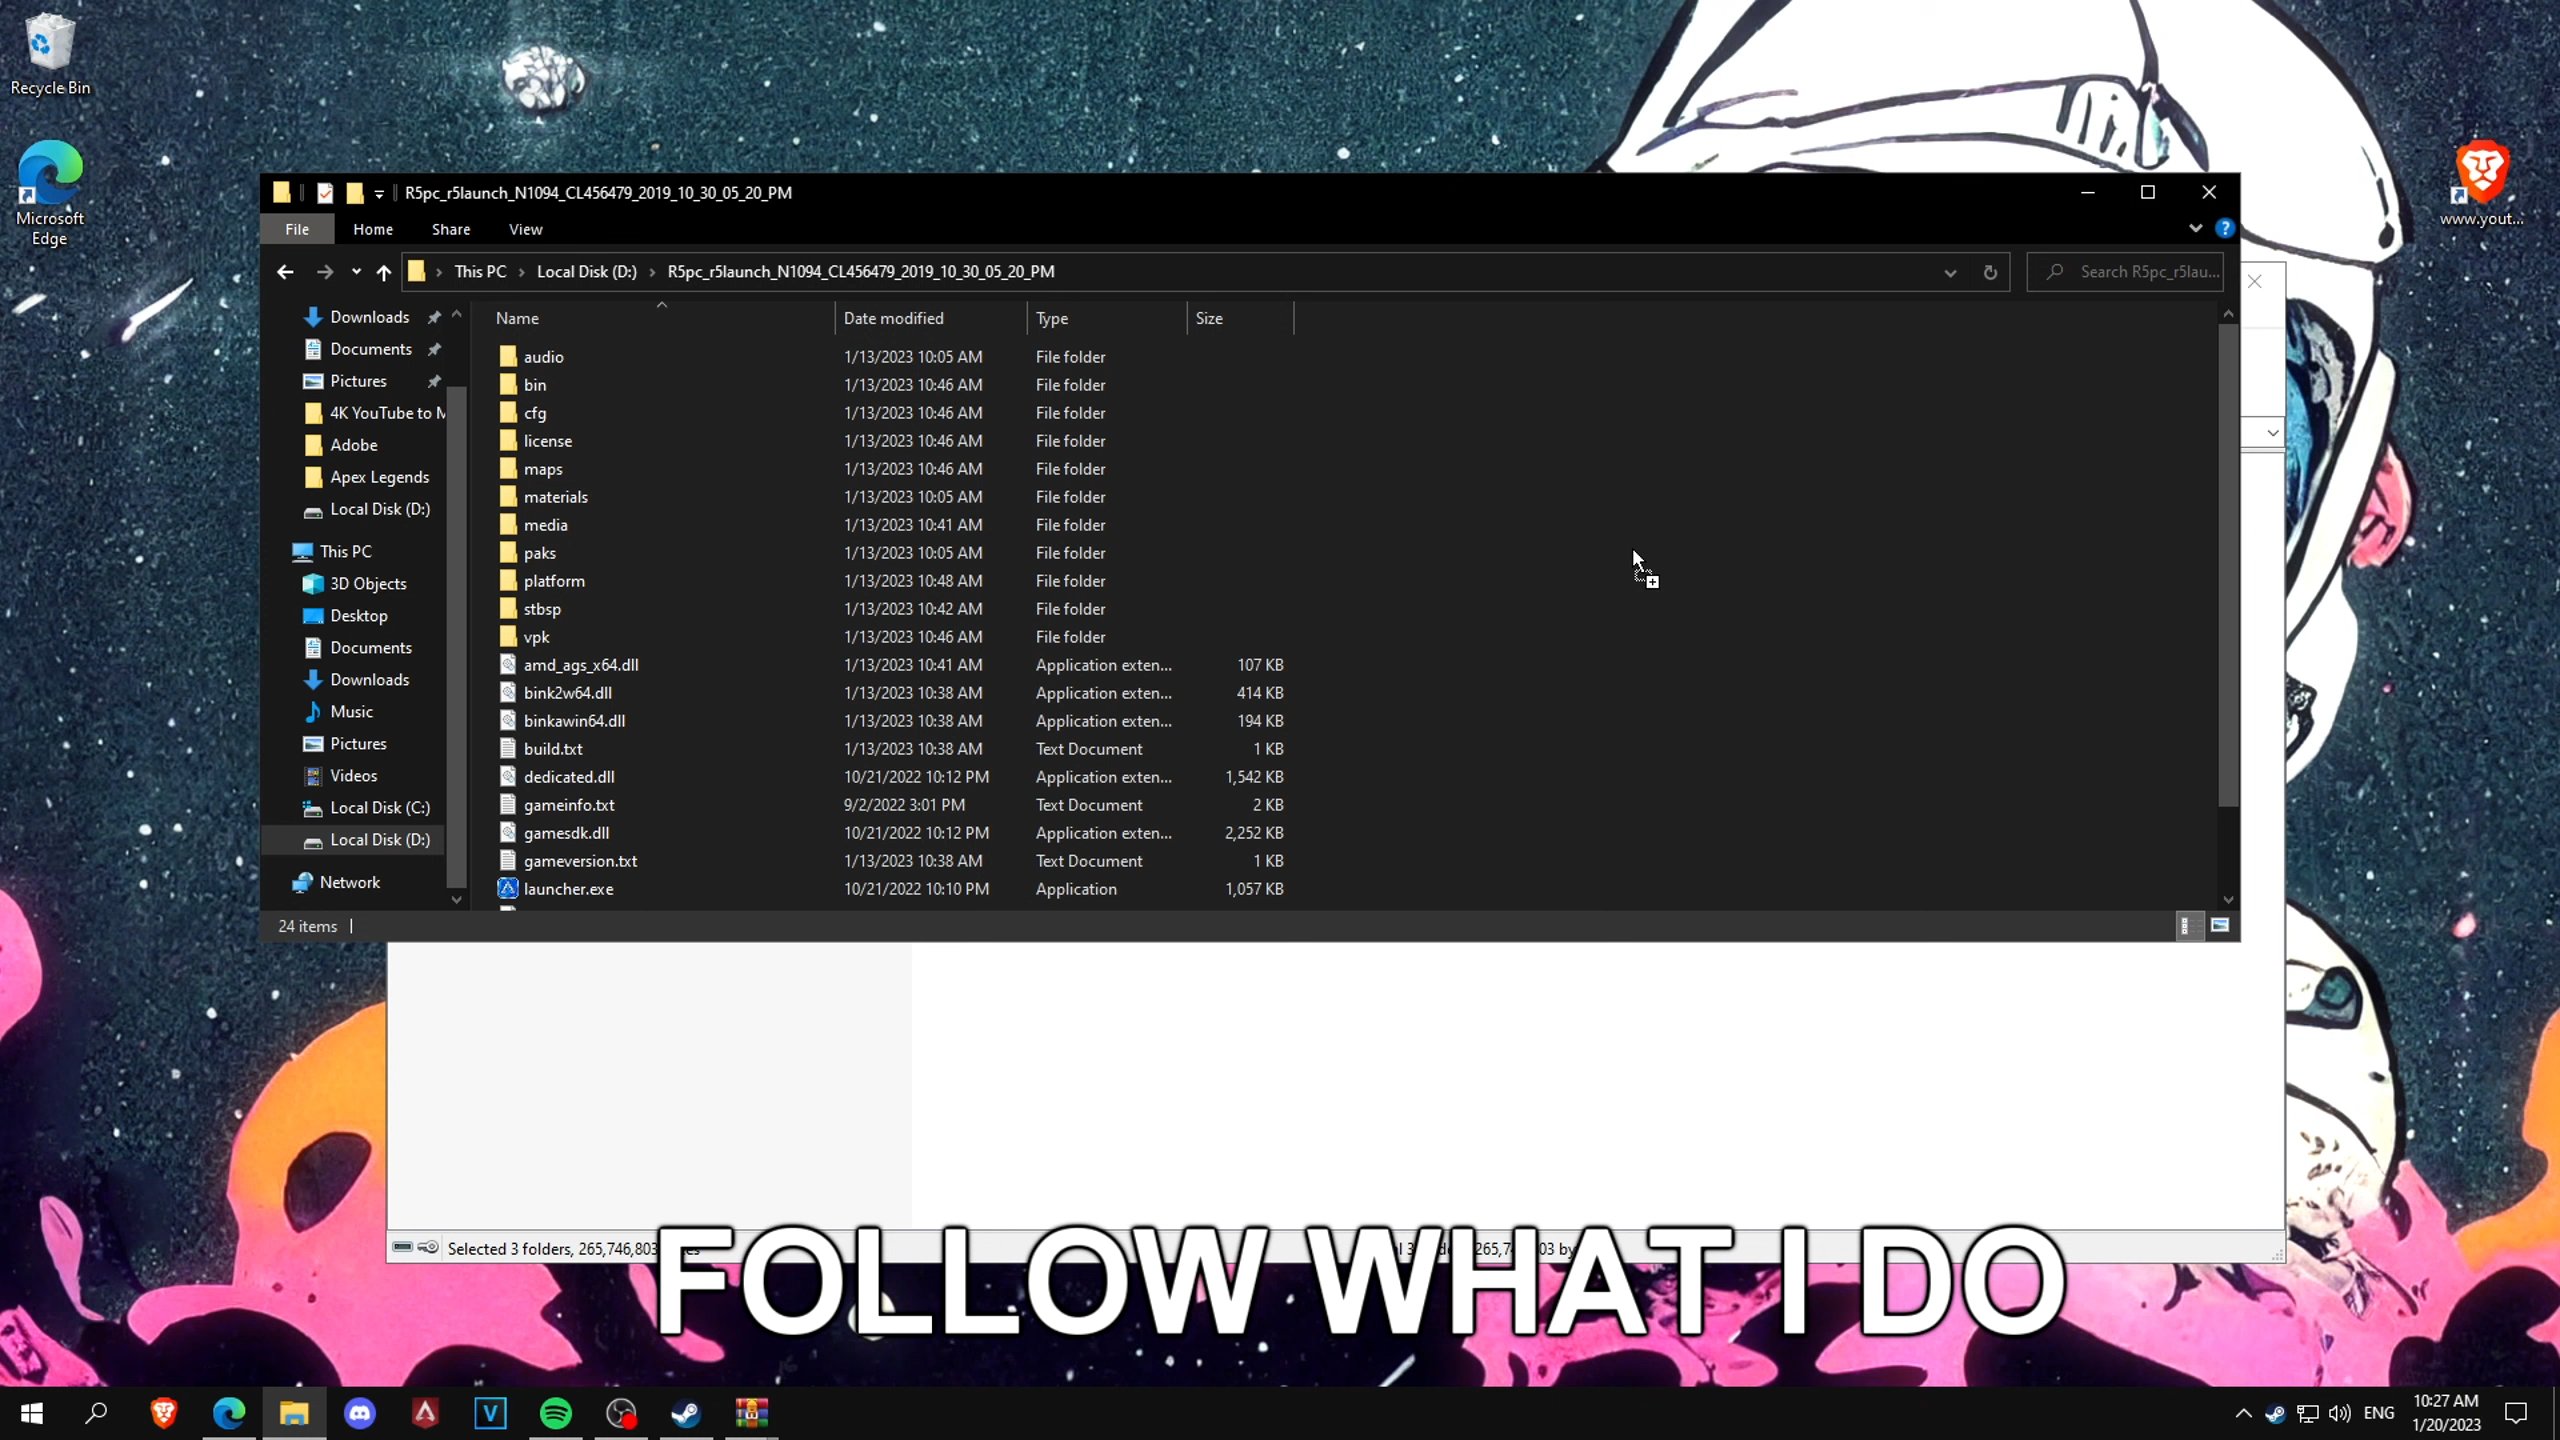 Recycle Bin
Microsoft
Edge
www.yout...
R5pc_r5launch_N1094_CL456479_2019_10_30_05_20_PM
File
Home
Share
View
This PC > Local Disk (D:) > R5pc_r5launch_N1094_CL456479_2019_10_30_05_20_PM
Search R5pc_r5lau...
Downloads
Documents
Pictures
4K YouTube to M
Adobe
Apex Legends
Local Disk (D:)
This PC
3D Objects
Desktop
Documents
Downloads
Music
Pictures
Videos
Local Disk (C:)
Local Disk (D:)
Network
Name Date modified Type Size
audio 1/13/2023 10:05 AM File folder
bin 1/13/2023 10:46 AM File folder
cfg 1/13/2023 10:46 AM File folder
license 1/13/2023 10:46 AM File folder
maps 1/13/2023 10:46 AM File folder
materials 1/13/2023 10:05 AM File folder
media 1/13/2023 10:41 AM File folder
paks 1/13/2023 10:05 AM File folder
platform 1/13/2023 10:48 AM File folder
stbsp 1/13/2023 10:42 AM File folder
vpk 1/13/2023 10:46 AM File folder
amd_ags_x64.dll 1/13/2023 10:41 AM Application exten... 107 KB
bink2w64.dll 1/13/2023 10:38 AM Application exten... 414 KB
binkawin64.dll 1/13/2023 10:38 AM Application exten... 194 KB
build.txt 1/13/2023 10:38 AM Text Document 1 KB
dedicated.dll 10/21/2022 10:12 PM Application exten... 1,542 KB
gameinfo.txt 9/2/2022 3:01 PM Text Document 2 KB
gamesdk.dll 10/21/2022 10:12 PM Application exten... 2,252 KB
gameversion.txt 1/13/2023 10:38 AM Text Document 1 KB
launcher.exe 10/21/2022 10:10 PM Application 1,057 KB
24 items
Selected 3 folders, 265,746,803
FOLLOW WHAT I DO
ENG
10:27 AM
1/20/2023